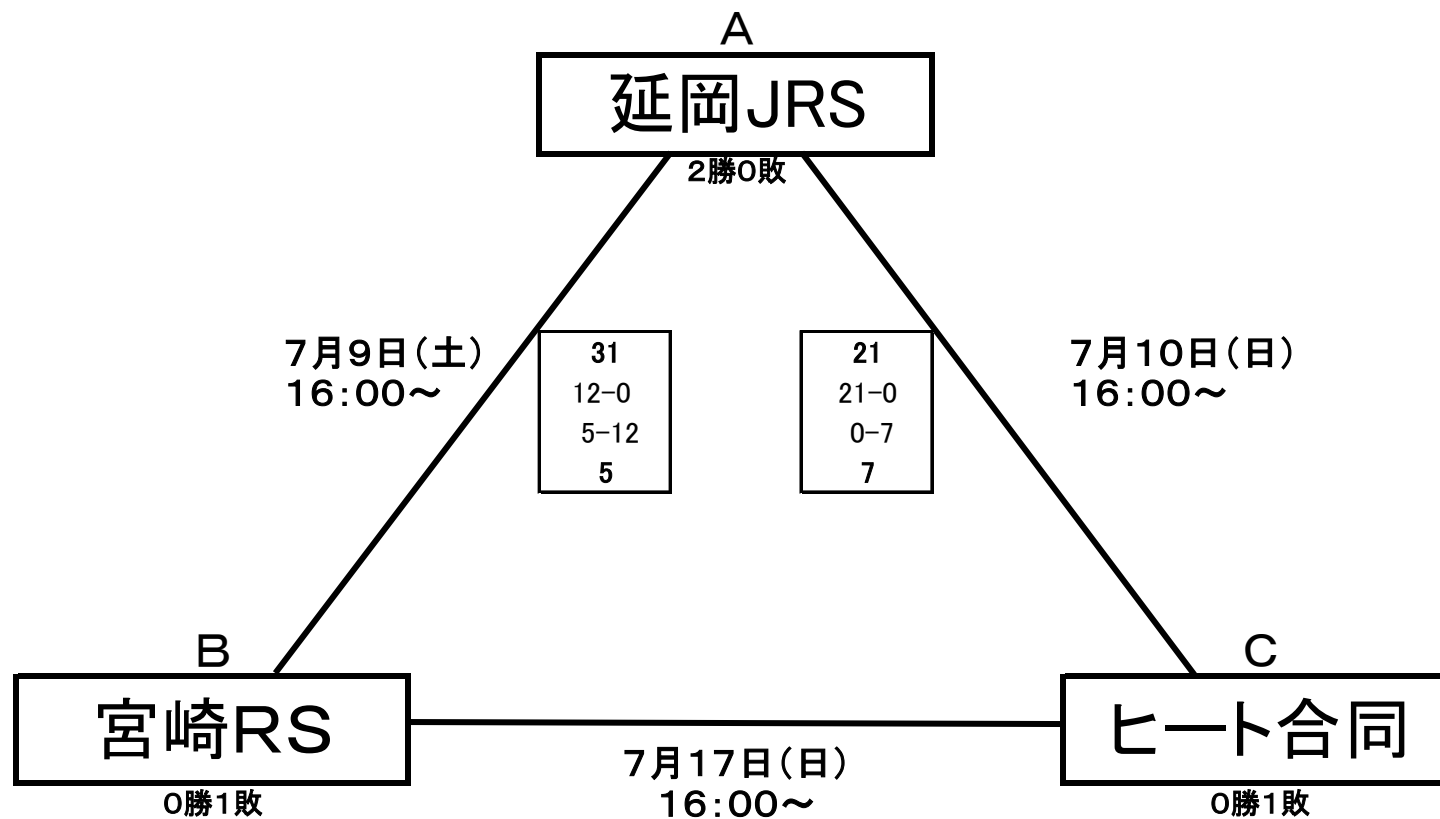 A
延岡JRS
2勝0敗
7月9日(土)
16:00～
31
12-0
5-12
5
21
21-0
0-7
7
7月10日(日)
16:00～
B
宮崎RS
0勝1敗
7月17日(日)
16:00～
C
ヒート合同
0勝1敗